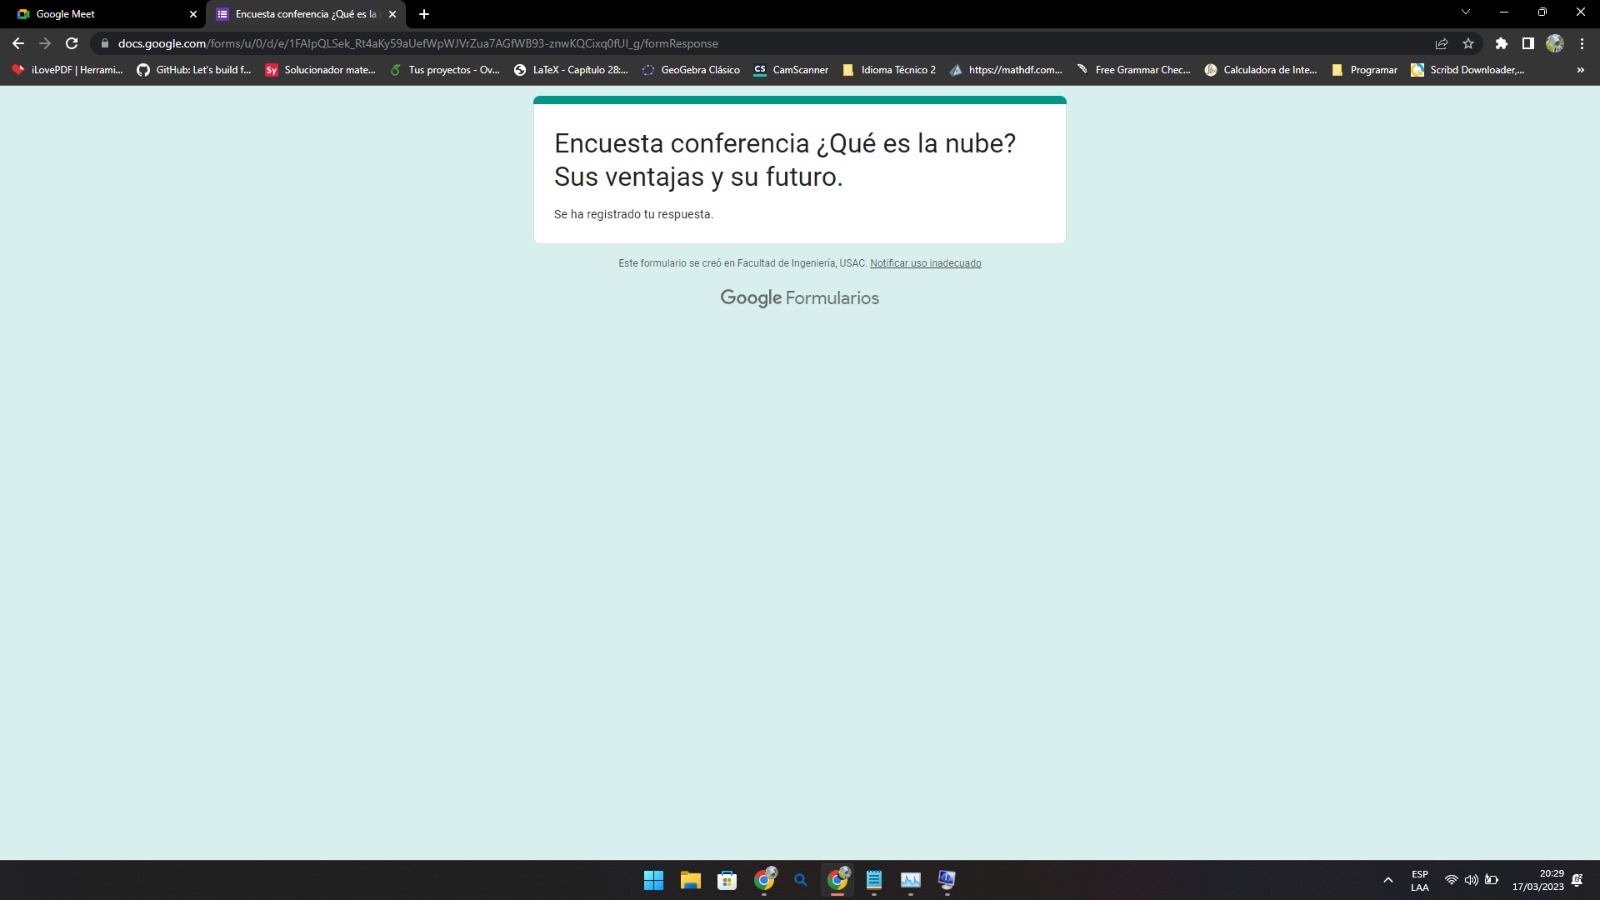 Google Meet
Encuesta conferencia ¿Qué es la
docs.google.com/forms/u/0/d/e/1FAIpQLSek_Rt4aKy59aUefWpWJVrZua7AGfWB93-znwKQCixq0fUl_g/formResponse
iLovePDF | Herrami...
GitHub: Let's build f...
Sy
Solucionador mate...
Tus proyectos - Ov...
LaTeX - Capítulo 28:...
GeoGebra Clásico
CS
CamScanner
Idioma Técnico 2
https://mathdf.com...
Free Grammar Chec...
Calculadora de Inte...
Programar
Scribd Downloader,...
»
Encuesta conferencia ¿Qué es la nube?
Sus ventajas y su futuro.
Se ha registrado tu respuesta.
Este formulario se creó en Facultad de Ingeniería, USAC. Notificar uso inadecuado
Google Formularios
ESP
LAA
20:29
17/03/2023